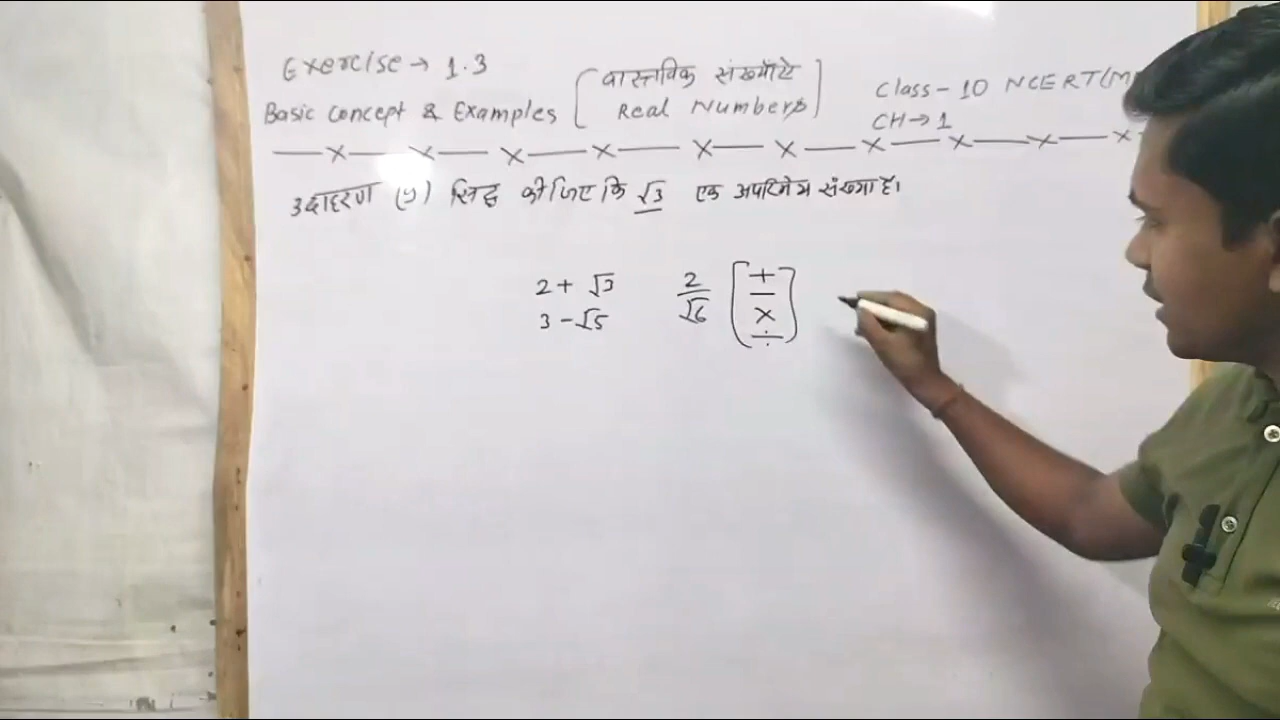 Exercise → 1.3
Basic Concept & Examples
[वास्तविक संख्याये
Real Numbers]
Class - 10 NCERT
CH → 1
उदाहरण (9) सिद्ध कीजिए कि √3 एक अपरिमेय संख्या है।
2 + √3
3 - √5
2/√6
[+ - × ÷]